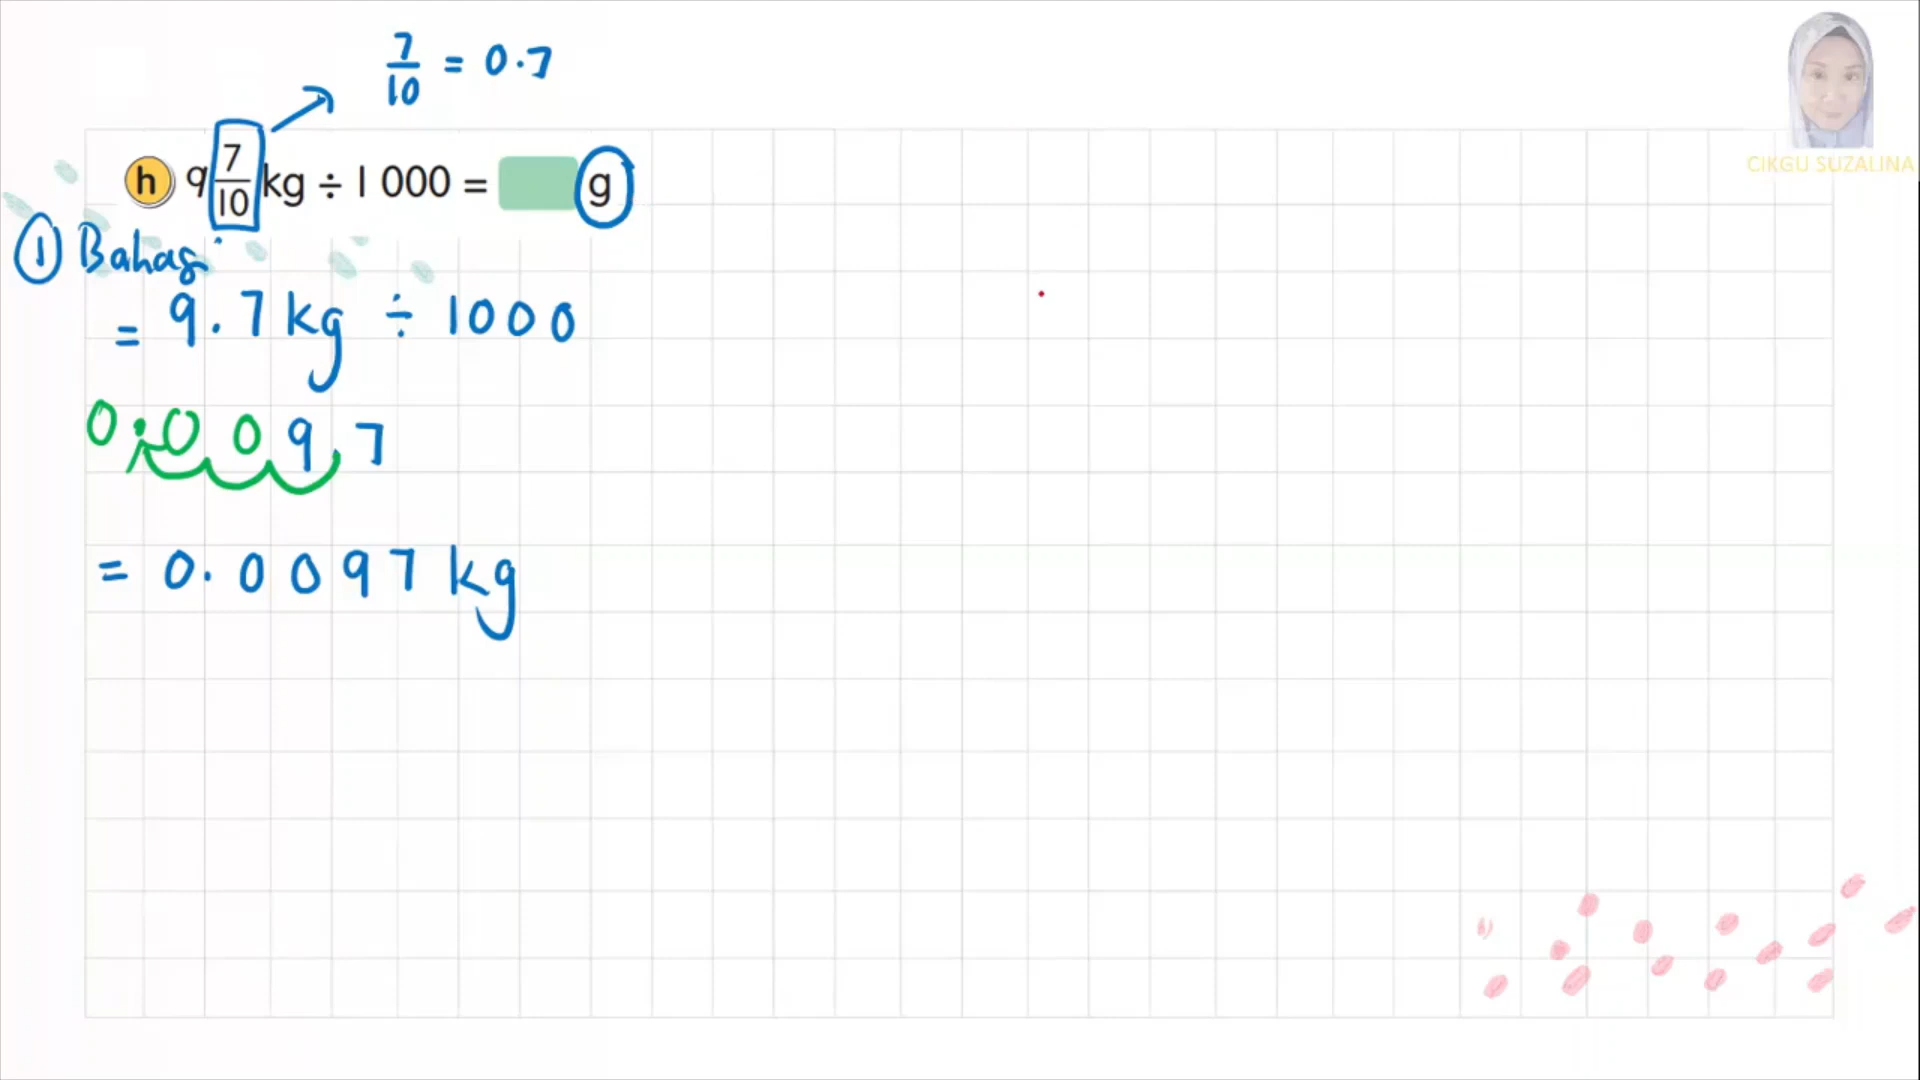 7/10 = 0.7
CIKGU SUZALINA
h 9 7/10 kg ÷ 1 000 = g
① Bahagi
= 9.7 kg ÷ 1000
0.0 0 9.7
= 0.0097 kg